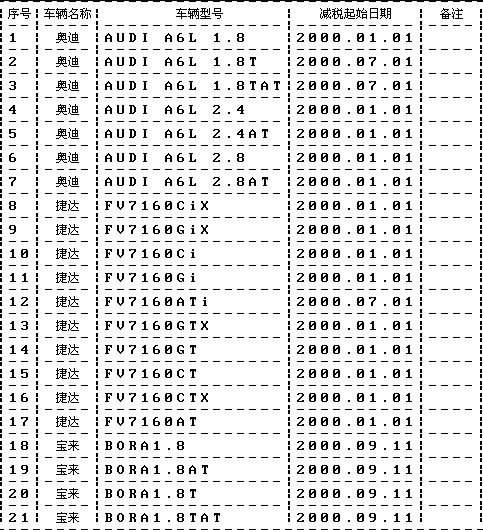 序号 车辆名称 车辆型号 减税起始日期 备注
1 奥迪 AUDI A6L 1.8 2000.01.01
2 奥迪 AUDI A6L 1.8T 2000.07.01
3 奥迪 AUDI A6L 1.8TAT 2000.07.01
4 奥迪 AUDI A6L 2.4 2000.01.01
5 奥迪 AUDI A6L 2.4AT 2000.01.01
6 奥迪 AUDI A6L 2.8 2000.01.01
7 奥迪 AUDI A6L 2.8AT 2000.01.01
8 捷达 FV7160CiX 2000.01.01
9 捷达 FV7160GiX 2000.01.01
10 捷达 FV7160Ci 2000.01.01
11 捷达 FV7160Gi 2000.01.01
12 捷达 FV7160ATi 2000.07.01
13 捷达 FV7160GTX 2000.01.01
14 捷达 FV7160GT 2000.01.01
15 捷达 FV7160CT 2000.01.01
16 捷达 FV7160CTX 2000.01.01
17 捷达 FV7160AT 2000.01.01
18 宝来 BORA1.8 2000.09.11
19 宝来 BORA1.8AT 2000.09.11
20 宝来 BORA1.8T 2000.09.11
21 宝来 BORA1.8TAT 2000.09.11